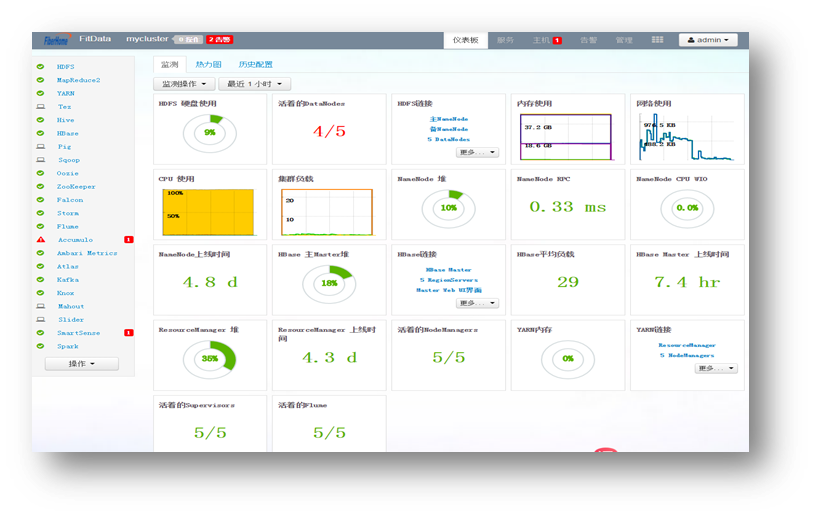 FiberHome FitData mycluster 0 操作 2 告警 仪表板 服务 主机 1 告警 管理 admin
HDFS
MapReduce2
YARN
Tez
Hive
HBase
Pig
Sqoop
Oozie
ZooKeeper
Falcon
Storm
Flume
Accumulo 1
Ambari Metrics
Atlas
Kafka
Knox
Mahout
Slider
SmartSense 1
Spark
操作
监测 热力图 历史配置
监测操作 最近 1 小时
HDFS 硬盘使用
9%
活着的DataNodes
4/5
HDFS链接
主NameNode
备NameNode
5 DataNodes
更多...
内存使用
37.2 GB
18.6 GB
网络使用
976.5 KB
488.2 KB
CPU 使用
100%
50%
集群负载
20
10
NameNode 堆
10%
NameNode RPC
0.33 ms
NameNode CPU WIO
0.0%
NameNode上线时间
4.8 d
HBase 主Master堆
18%
HBase链接
HBase Master
5 RegionServers
Master Web UI界面
更多...
HBase平均负载
29
HBase Master 上线时间
7.4 hr
ResourceManager 堆
35%
ResourceManager 上线时
间
4.3 d
活着的NodeManagers
5/5
YARN内存
0%
YARN链接
ResourceManager
5 NodeManagers
更多...
活着的Supervisors
5/5
活着的Flume
5/5